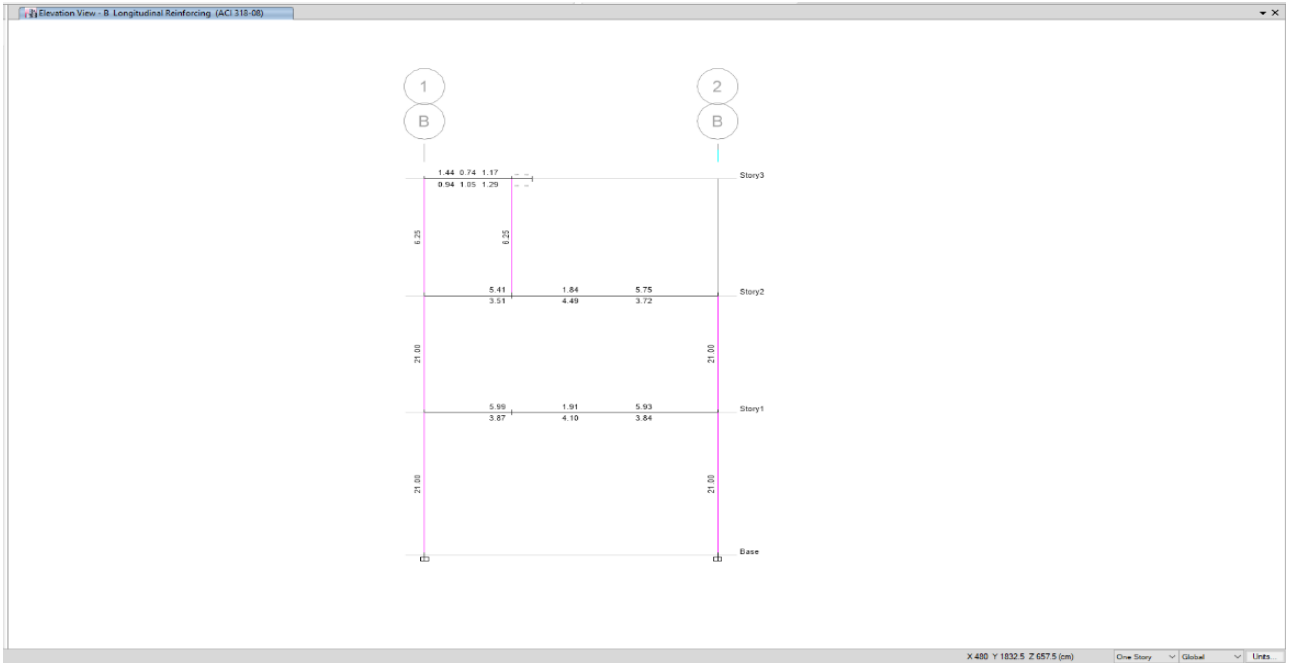 Elevation View - B Longitudinal Reinforcing (ACI 318-08)
1 2
B B
1.44 0.74 1.17 Story3
0.94 1.05 1.29
6.25 6.25
5.41 1.84 5.75 Story2
3.51 4.49 3.72
21.00 21.00
5.99 1.91 5.93 Story1
3.87 4.10 3.84
21.00 21.00
Base
X 480 Y 1832.5 Z 657.5 (cm) One Story Global Units...